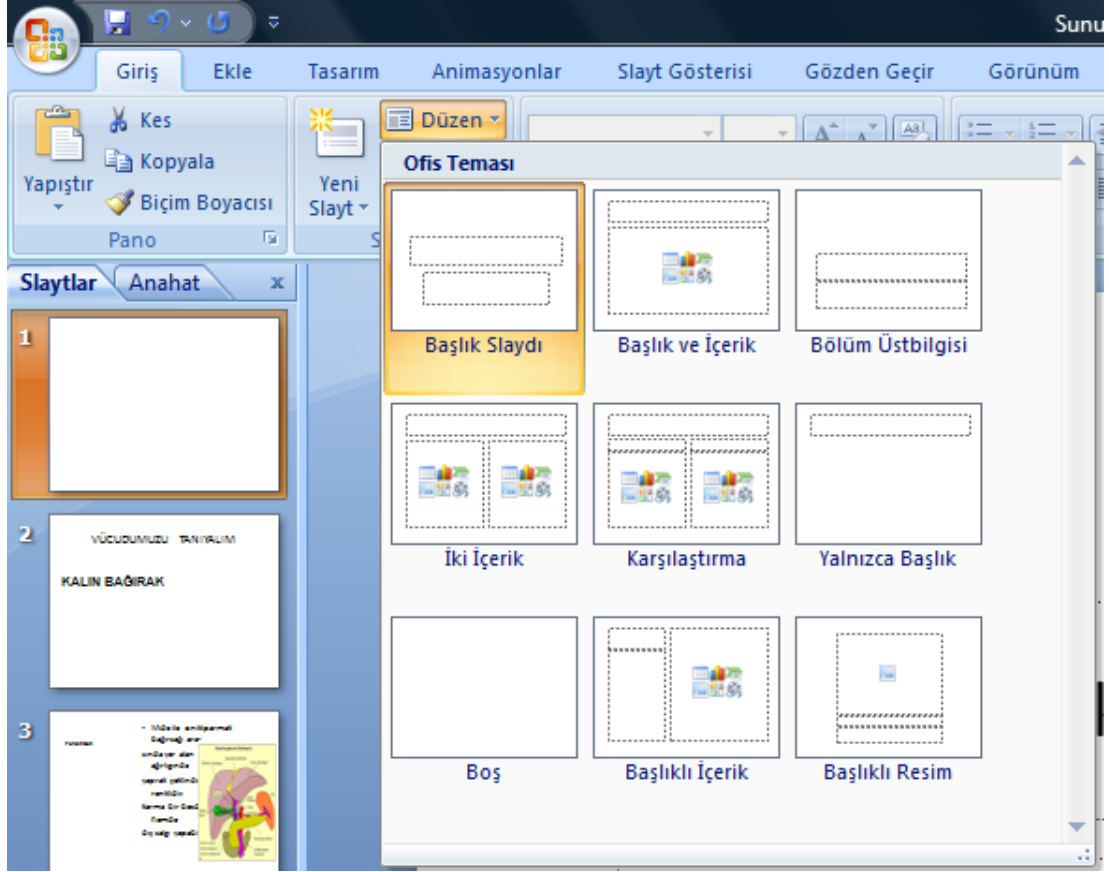 Sunu
Giriş Ekle Tasarım Animasyonlar Slayt Gösterisi Gözden Geçir Görünüm
Kes
Kopyala
Biçim Boyacısı
Yapıştır
Pano
Yeni
Slayt
Düzen
S
Slaytlar Anahat x
Ofis Teması
Başlık Slaydı Başlık ve İçerik Bölüm Üstbilgisi
İki İçerik Karşılaştırma Yalnızca Başlık
Boş Başlıklı İçerik Başlıklı Resim
1
2
VÜCUDUMUZU TANIYALIM
KALIN BAĞIRAK
3